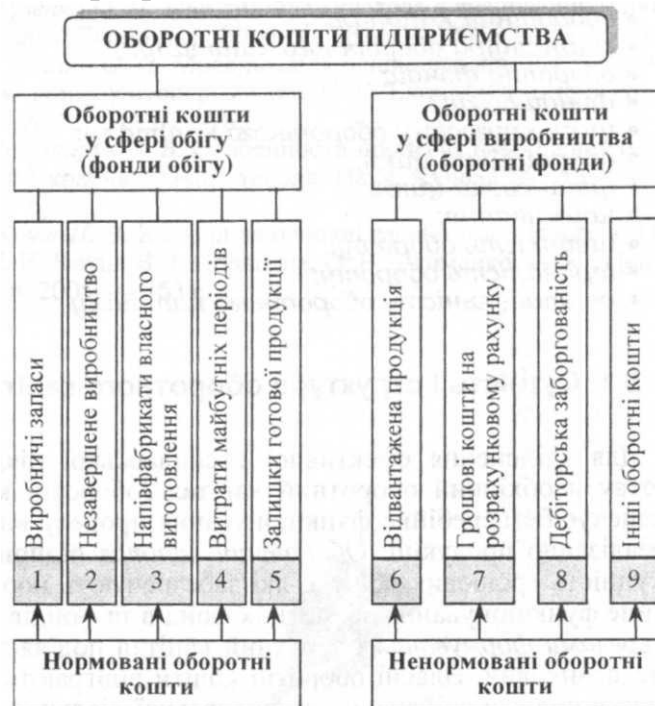 ОБОРОТНІ КОШТИ ПІДПРИЄМСТВА
Оборотні кошти
у сфері обігу
(фонди обігу)
Оборотні кошти
у сфері виробництва
(оборотні фонди)
Виробничі запаси
Незавершене виробництво
Напівфабрикати власного
виготовлення
Витрати майбутніх періодів
Залишки готової продукції
Відвантажена продукція
Грошові кошти на
розрахунковому рахунку
Дебіторська заборгованість
Інші оборотні кошти
1
2
3
4
5
6
7
8
9
Нормовані оборотні
кошти
Ненормовані оборотні
кошти